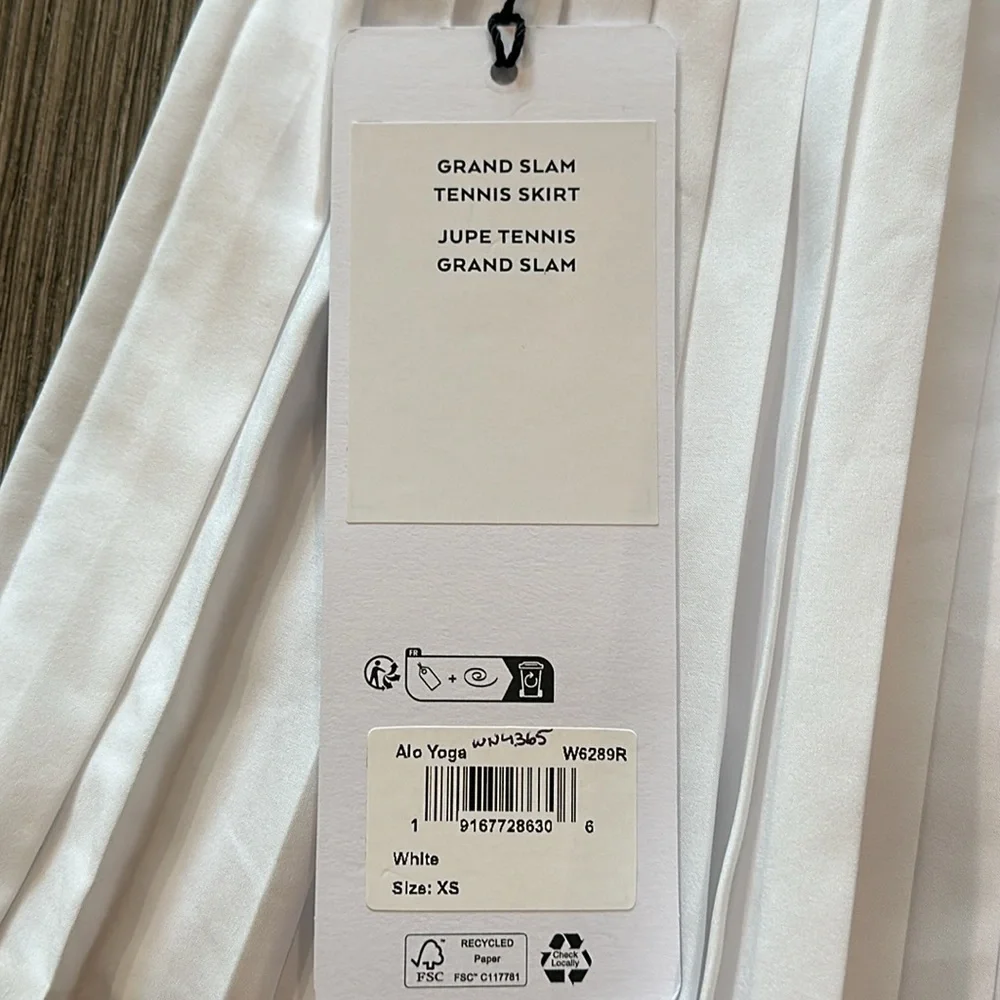 GRAND SLAM
TENNIS SKIRT
JUPE TENNIS
GRAND SLAM
FR
+
Alo Yoga WN4365 W6289R
1 9167728630 6
White
Size: XS
FSC
RECYCLED
Paper
FSC™ C117781
Check
Locally